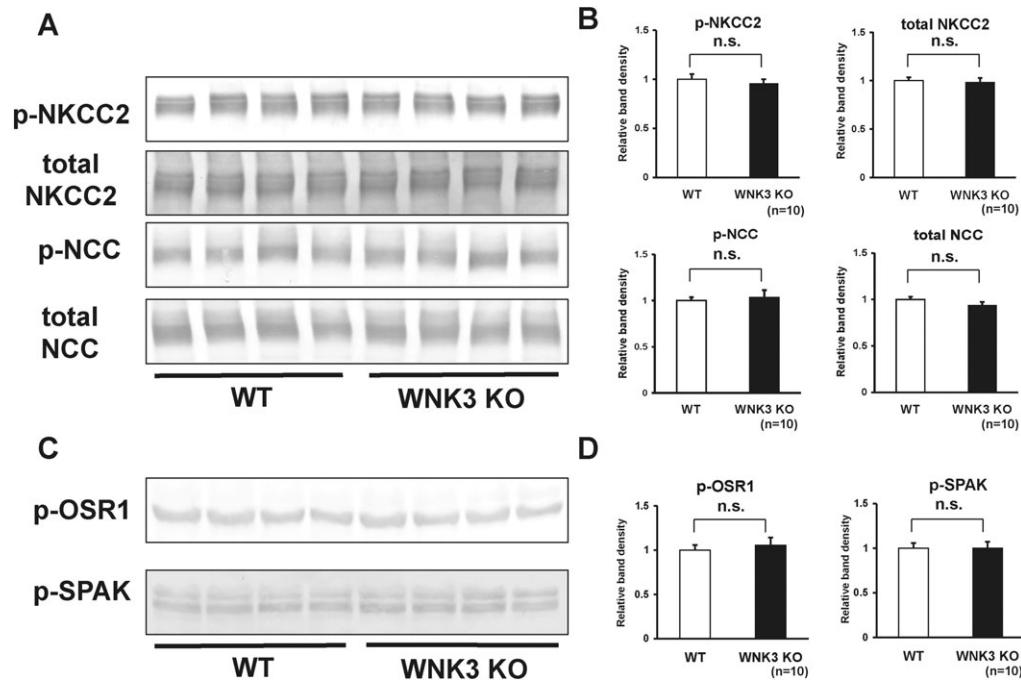 A
p-NKCC2
total
NKCC2
p-NCC
total
NCC
WT
WNK3 KO
B
p-NKCC2
n.s.
1.5
1
0.5
0
Relative band density
WT
WNK3 KO
(n=10)
total NKCC2
n.s.
1.5
1
0.5
0
Relative band density
WT
WNK3 KO
(n=10)
p-NCC
n.s.
1.5
1
0.5
0
Relative band density
WT
WNK3 KO
(n=10)
total NCC
n.s.
1.5
1
0.5
0
Relative band density
WT
WNK3 KO
(n=10)
C
p-OSR1
p-SPAK
WT
WNK3 KO
D
p-OSR1
n.s.
1.5
1
0.5
0
Relative band density
WT
WNK3 KO
(n=10)
p-SPAK
n.s.
1.5
1
0.5
0
Relative band density
WT
WNK3 KO
(n=10)